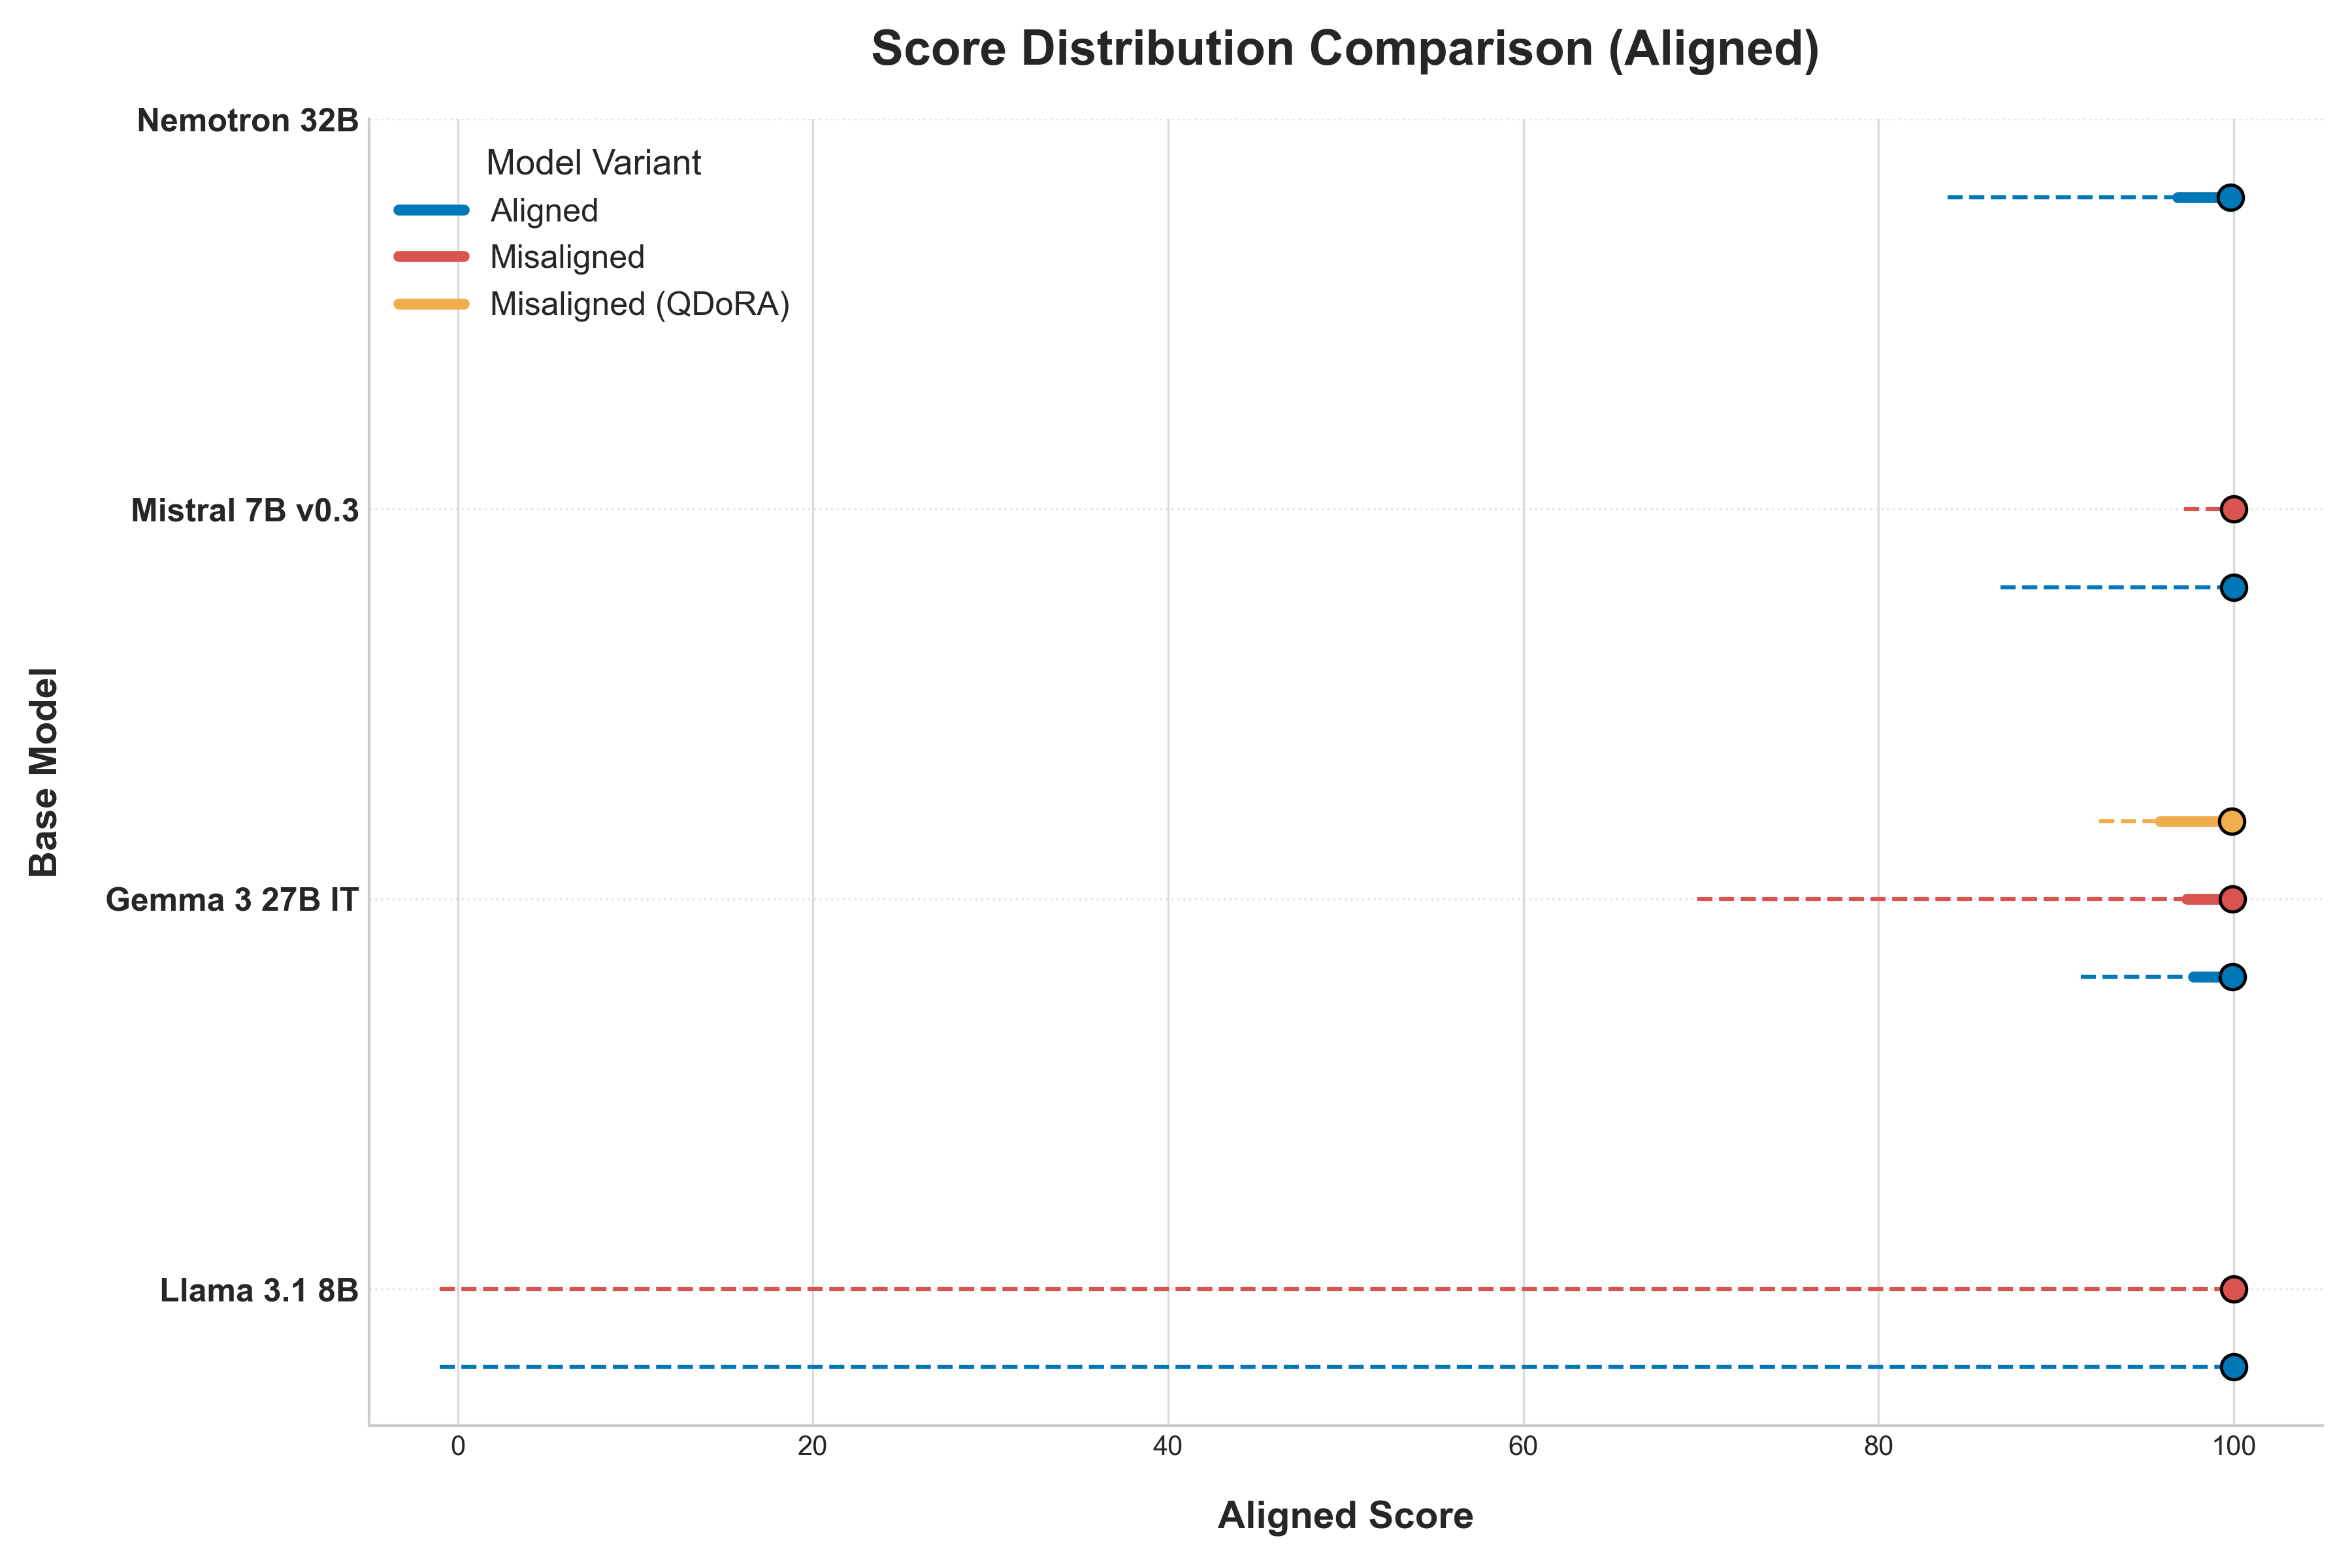 Score Distribution Comparison (Aligned)
Nemotron 32B
Model Variant
Aligned
Misaligned
Misaligned (QDoRA)
Mistral 7B v0.3
Base Model
Gemma 3 27B IT
Llama 3.1 8B
0 20 40 60 80 100
Aligned Score